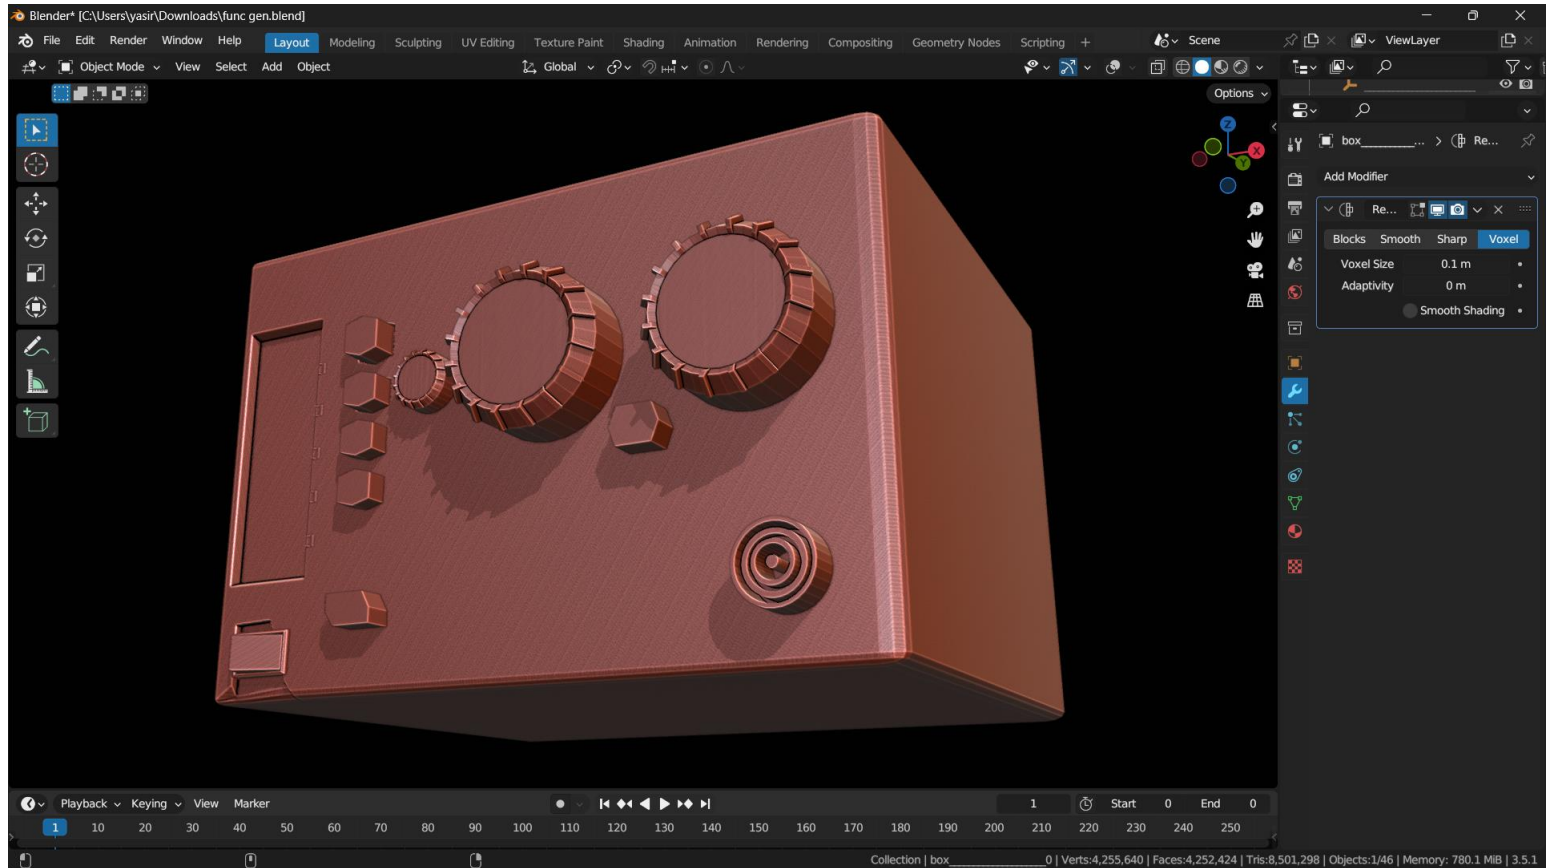 Blender* [C:\Users\yasir\Downloads\func gen.blend]
File Edit Render Window Help Layout Modeling Sculpting UV Editing Texture Paint Shading Animation Rendering Compositing Geometry Nodes Scripting + Scene ViewLayer
Object Mode View Select Add Object Global
Options
Z
X
Y
box__________... > Re...
Add Modifier
Re...
Blocks Smooth Sharp Voxel
Voxel Size 0.1 m
Adaptivity 0 m
Smooth Shading
Playback Keying View Marker 1 Start 0 End 0
1 10 20 30 40 50 60 70 80 90 100 110 120 130 140 150 160 170 180 190 200 210 220 230 240 250
Collection | box____________________0 | Verts:4,255,640 | Faces:4,252,424 | Tris:8,501,298 | Objects:1/46 | Memory: 780.1 MiB | 3.5.1